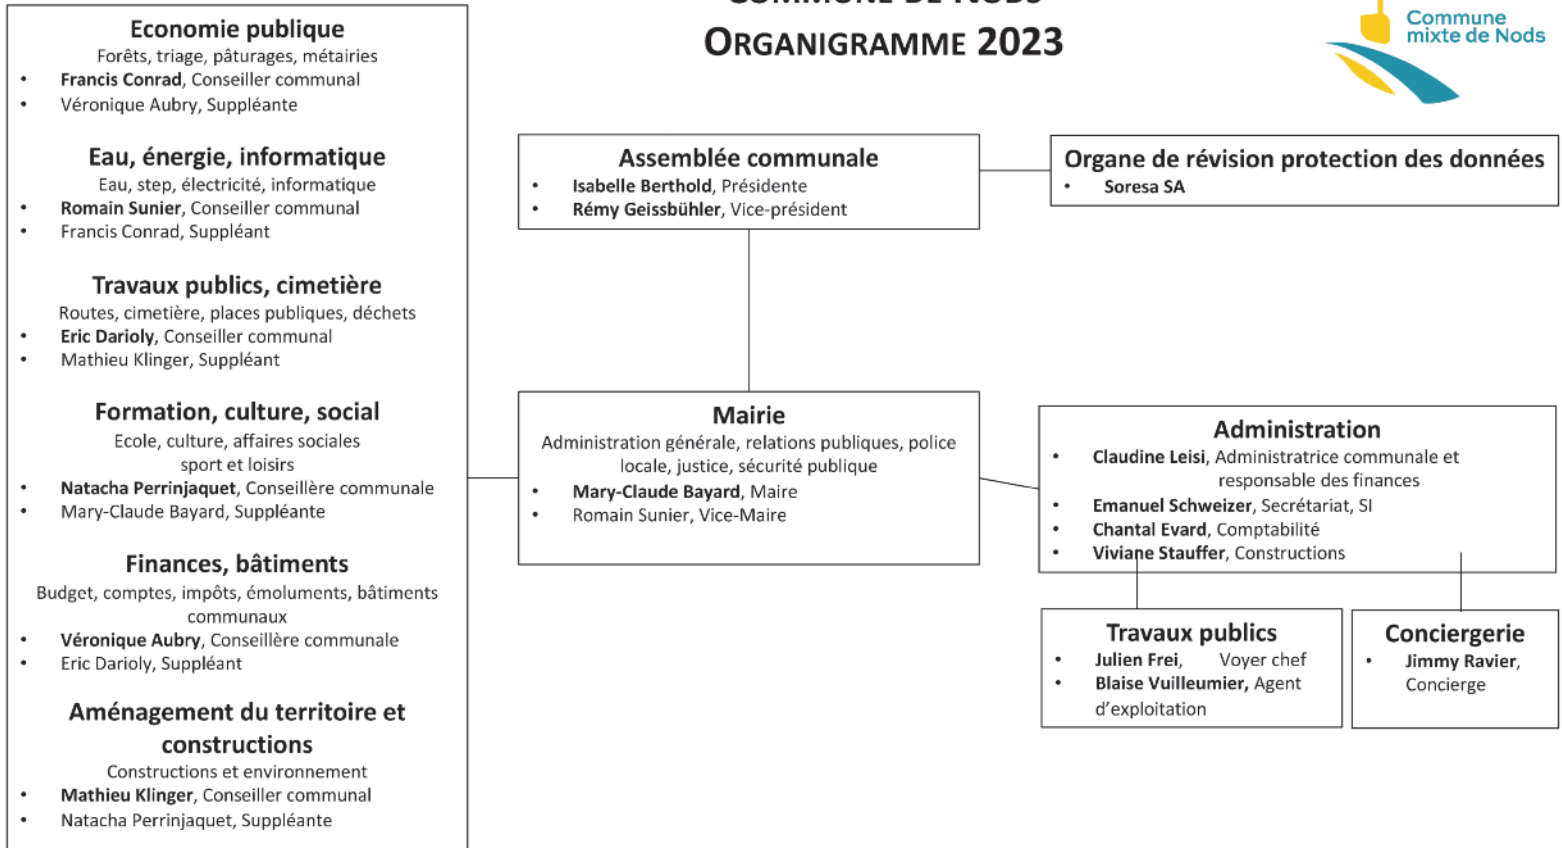 COMMUNE DE NODS
ORGANIGRAMME 2023
Commune
mixte de Nods
Economie publique
Forêts, triage, pâturages, métairies
• Francis Conrad, Conseiller communal
• Véronique Aubry, Suppléante
Eau, énergie, informatique
Eau, step, électricité, informatique
• Romain Sunier, Conseiller communal
• Francis Conrad, Suppléant
Travaux publics, cimetière
Routes, cimetière, places publiques, déchets
• Eric Darioly, Conseiller communal
• Mathieu Klinger, Suppléant
Formation, culture, social
Ecole, culture, affaires sociales
sport et loisirs
• Natacha Perrinjaquet, Conseillère communale
• Mary-Claude Bayard, Suppléante
Finances, bâtiments
Budget, comptes, impôts, émoluments, bâtiments
communaux
• Véronique Aubry, Conseillère communale
• Eric Darioly, Suppléant
Aménagement du territoire et
constructions
Constructions et environnement
• Mathieu Klinger, Conseiller communal
• Natacha Perrinjaquet, Suppléante
Assemblée communale
• Isabelle Berthold, Présidente
• Rémy Geissbühler, Vice-président
Organe de révision protection des données
• Soresa SA
Mairie
Administration générale, relations publiques, police
locale, justice, sécurité publique
• Mary-Claude Bayard, Maire
• Romain Sunier, Vice-Maire
Administration
• Claudine Leisi, Administratrice communale et
responsable des finances
• Emanuel Schweizer, Secrétariat, SI
• Chantal Evard, Comptabilité
• Viviane Stauffer, Constructions
Travaux publics
• Julien Frei, Voyer chef
• Blaise Vuilleumier, Agent
d'exploitation
Conciergerie
• Jimmy Ravier,
Concierge